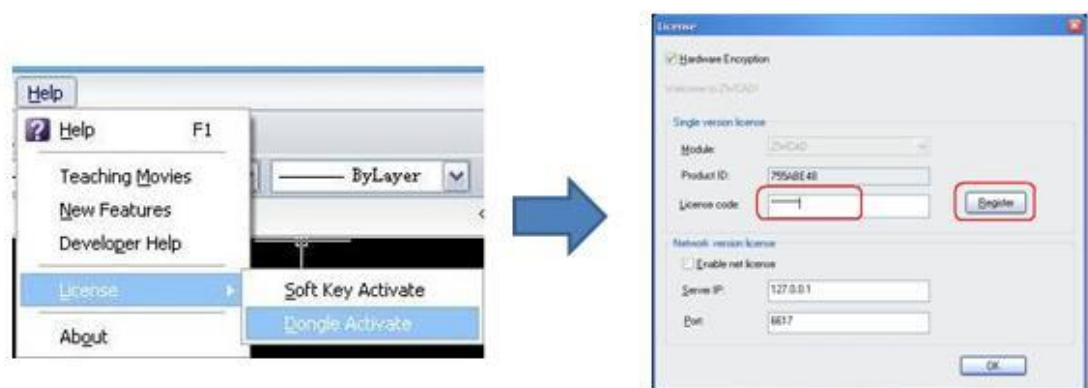 Help
Help F1
Teaching Movies
New Features
Developer Help
License
About
ByLayer
Soft Key Activate
Dongle Activate
License
Hardware Encryption
Welcome to ZWCAD!
Single version license
Module: ZWCAD
Product ID: 795ABE48
License code:
Register
Network version license
Enable net license
Server IP: 127.0.0.1
Port: 6617
OK